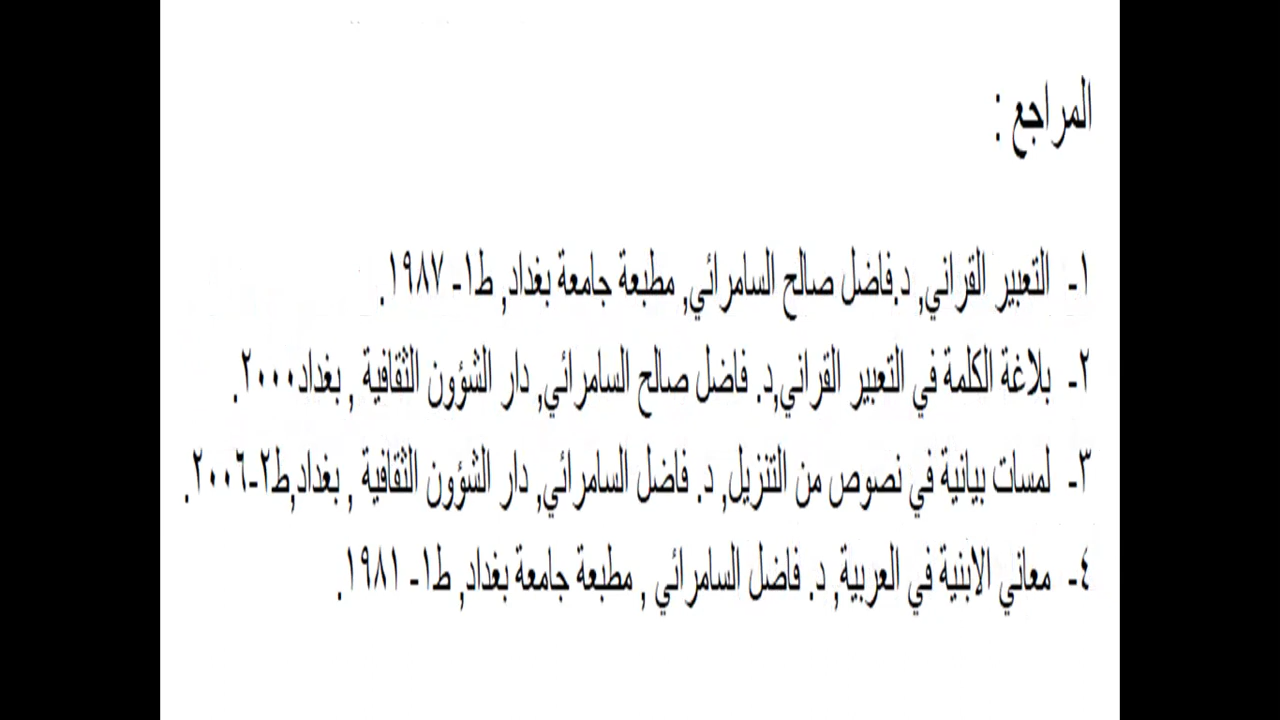 المراجع :
١- التعبير القراني, د.فاضل صالح السامرائي, مطبعة جامعة بغداد, ط١- ١٩٨٧.
٢- بلاغة الكلمة في التعبير القراني,د. فاضل صالح السامرائي, دار الشؤون الثقافية , بغداد٢٠٠٠.
٣- لمسات بيانية في نصوص من التنزيل, د. فاضل السامرائي, دار الشؤون الثقافية , بغداد,ط٢-٢٠٠٦.
٤- معاني الابنية في العربية, د. فاضل السامرائي , مطبعة جامعة بغداد, ط١- ١٩٨١.